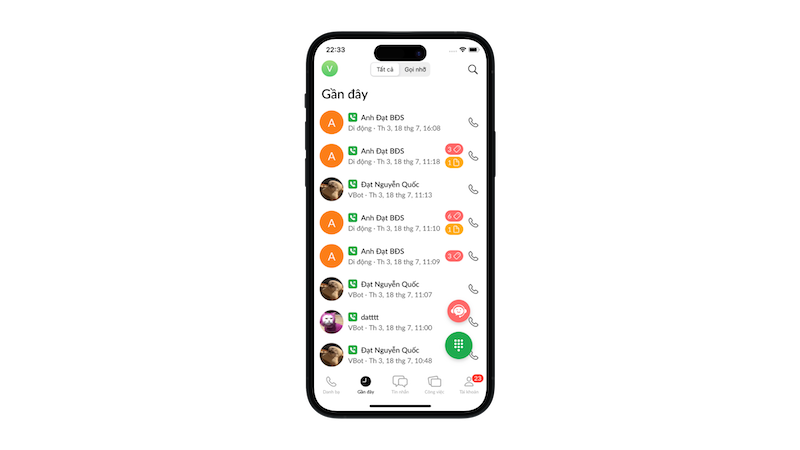 22:33
V
Tất cả
Gọi nhỡ
Gần đây
A
Anh Đạt BĐS
Di động - Th 3, 18 thg 7, 16:08
A
Anh Đạt BĐS
3
Di động - Th 3, 18 thg 7, 11:18
1
Đạt Nguyễn Quốc
VBot - Th 3, 18 thg 7, 11:13
A
Anh Đạt BĐS
6
Di động - Th 3, 18 thg 7, 11:10
1
A
Anh Đạt BĐS
Di động - Th 3, 18 thg 7, 11:09
3
Đạt Nguyễn Quốc
VBot - Th 3, 18 thg 7, 11:07
datttt
VBot - Th 3, 18 thg 7, 11:00
Đạt Nguyễn Quốc
VBot - Th 3, 18 thg 7, 10:48
23
Danh bạ
Gần đây
Tin nhắn
Công việc
Tài khoản